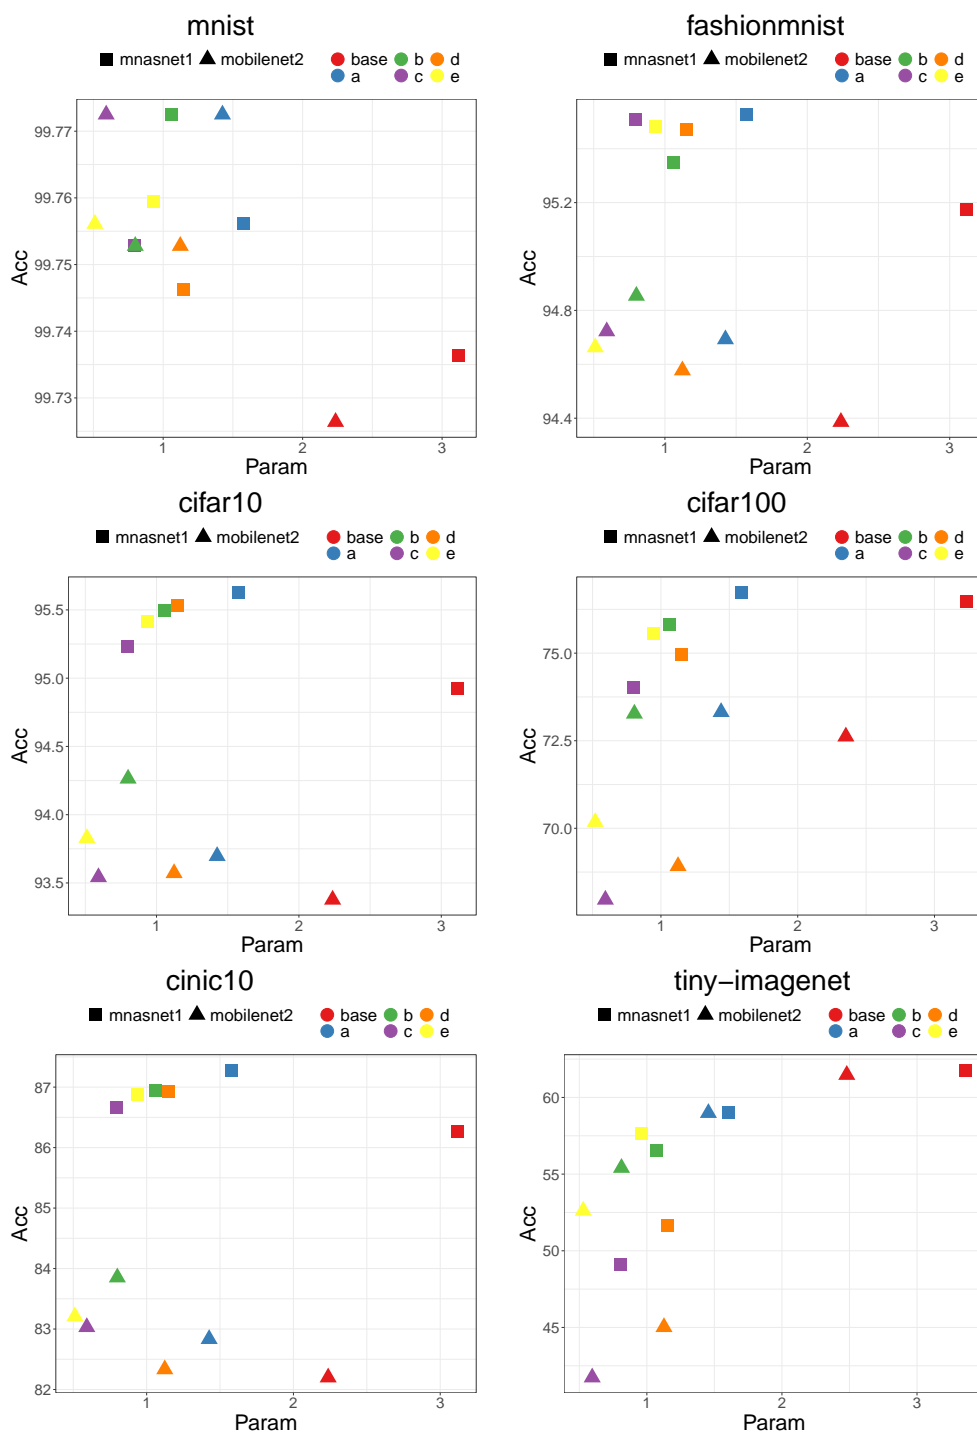 mnist
mnasnet1 mobilenet2 base b d
a c e
99.77
99.76
99.75
99.74
99.73
Acc
1 2 3
Param
fashionmnist
mnasnet1 mobilenet2 base b d
a c e
95.2
94.8
94.4
Acc
1 2 3
Param
cifar10
mnasnet1 mobilenet2 base b d
a c e
95.5
95.0
94.5
94.0
93.5
Acc
1 2 3
Param
cifar100
mnasnet1 mobilenet2 base b d
a c e
75.0
72.5
70.0
Acc
1 2 3
Param
cinic10
mnasnet1 mobilenet2 base b d
a c e
87
86
85
84
83
82
Acc
1 2 3
Param
tiny−imagenet
mnasnet1 mobilenet2 base b d
a c e
60
55
50
45
Acc
1 2 3
Param